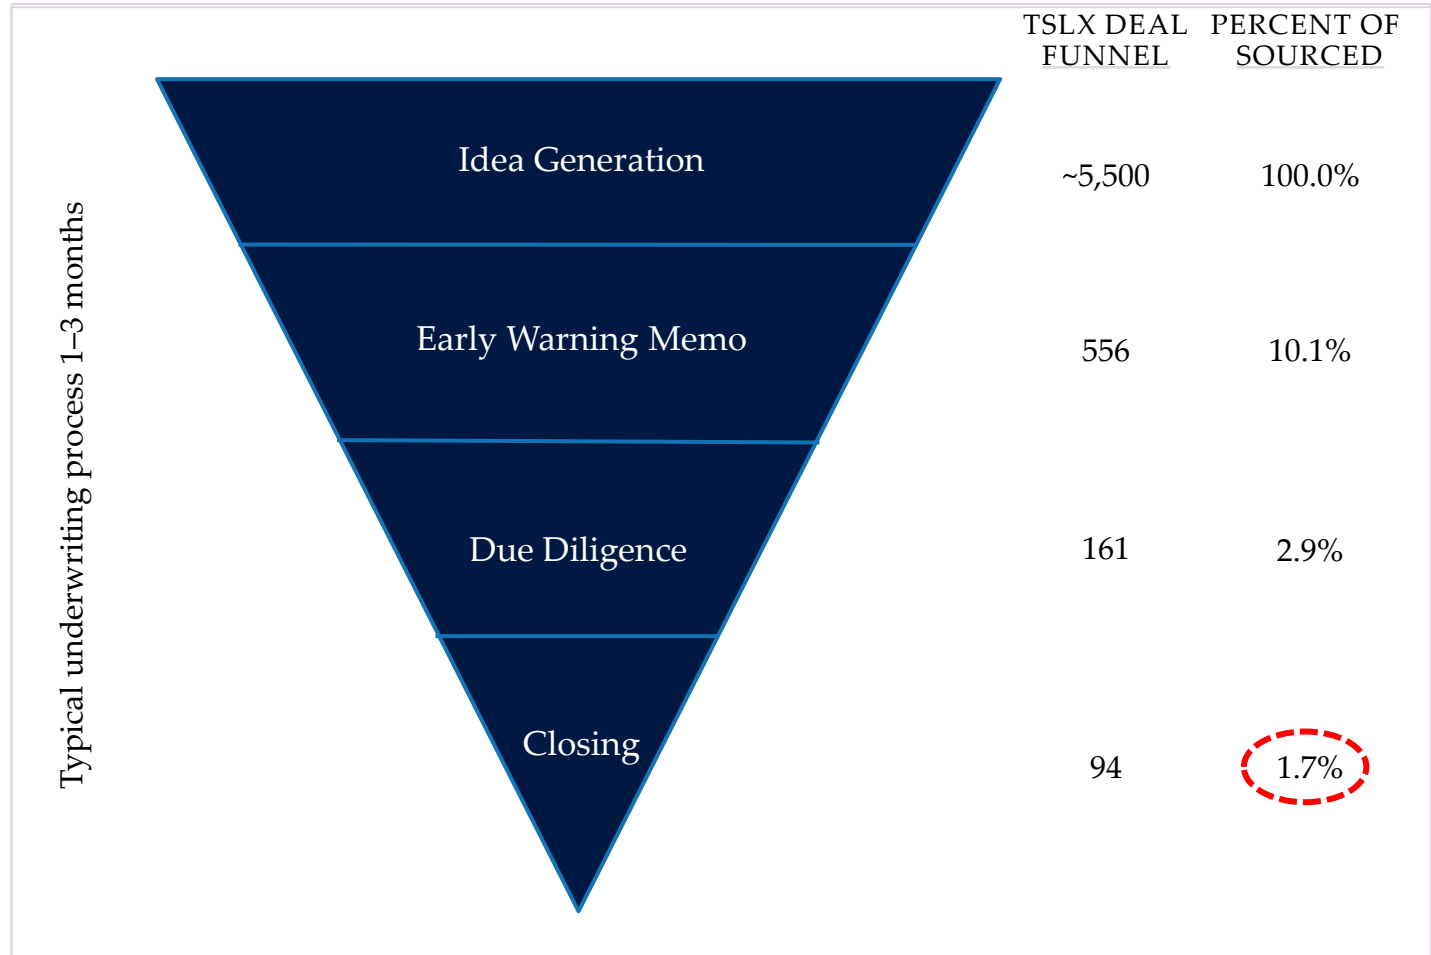 TSLX DEAL FUNNEL
PERCENT OF SOURCED
Idea Generation
~5,500
100.0%
Early Warning Memo
556
10.1%
Due Diligence
161
2.9%
Closing
94
1.7%
Typical underwriting process 1–3 months